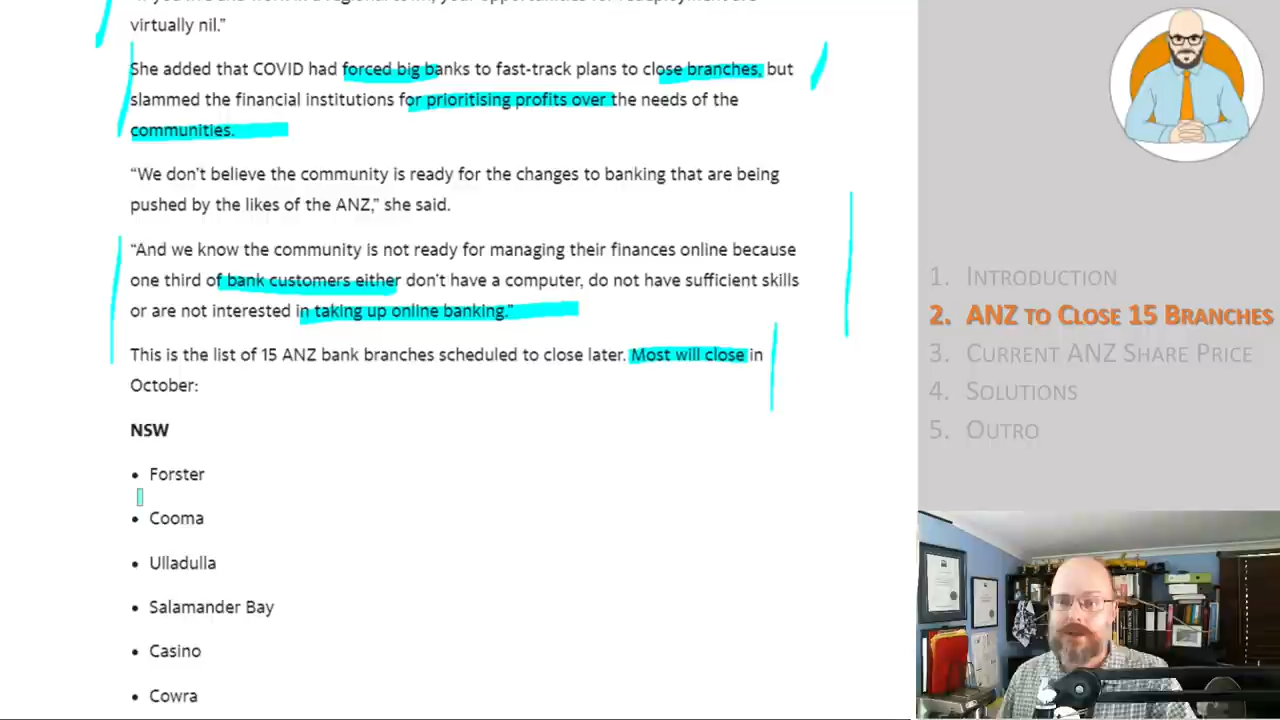 virtually nil."
She added that COVID had forced big banks to fast-track plans to close branches, but
slammed the financial institutions for prioritising profits over the needs of the
communities.
“We don’t believe the community is ready for the changes to banking that are being
pushed by the likes of the ANZ,” she said.
“And we know the community is not ready for managing their finances online because
one third of bank customers either don’t have a computer, do not have sufficient skills
or are not interested in taking up online banking.”
This is the list of 15 ANZ bank branches scheduled to close later. Most will close in
October:
NSW
• Forster
• Cooma
• Ulladulla
• Salamander Bay
• Casino
• Cowra
1. Introduction
2. ANZ to Close 15 Branches
3. Current ANZ Share Price
4. Solutions
5. Outro